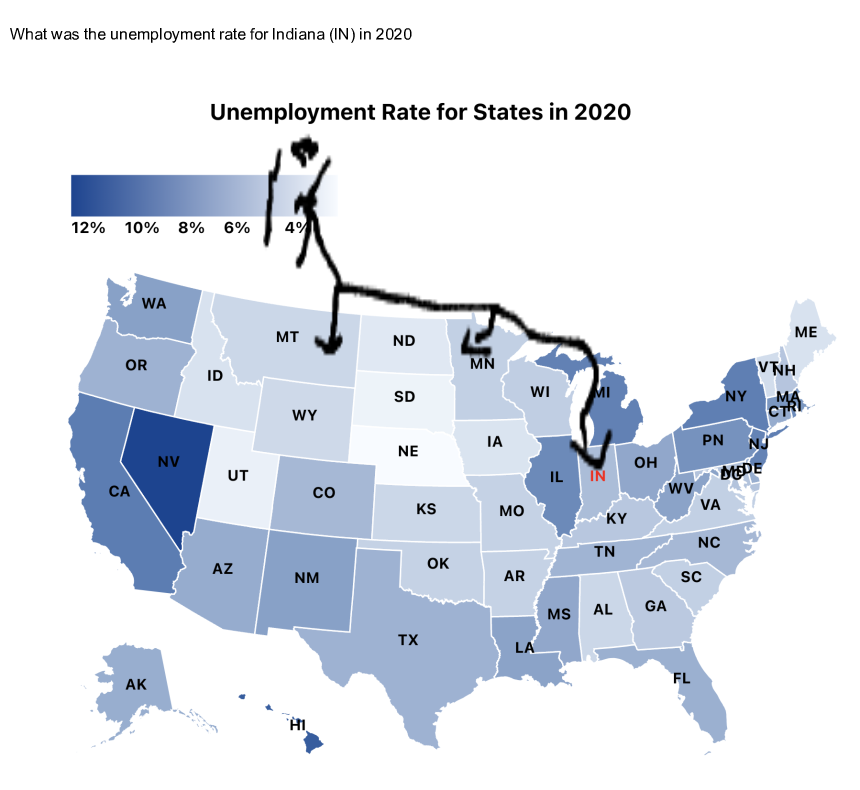 What was the unemployment rate for Indiana (IN) in 2020
Unemployment Rate for States in 2020
12% 10% 8% 6% 4%
WA
MT
ND
MN
ME
OR
ID
SD
WI
MI
VT
NH
NY
MA
CT
RI
WY
IA
NE
PN
NJ
NV
UT
CA
CO
KS
MO
IL
IN
OH
WV
MD
DC
DE
VA
KY
AZ
NM
OK
AR
TN
NC
SC
TX
LA
MS
AL
GA
FL
AK
HI